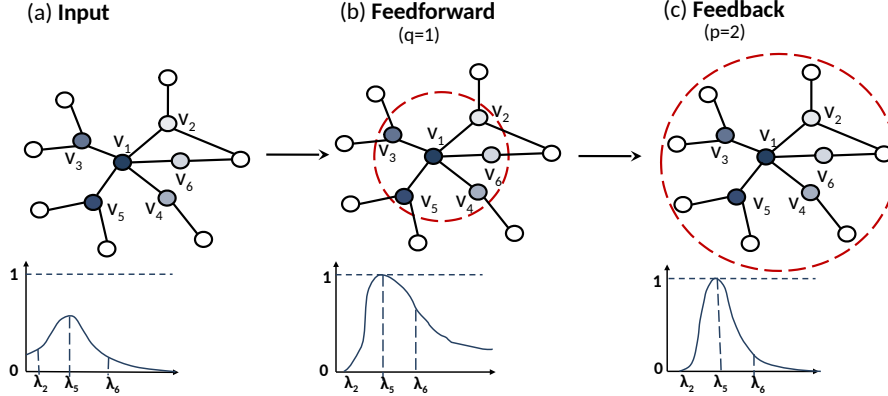 (a) Input
(b) Feedforward
(q=1)
(c) Feedback
(p=2)
v2
v1
v3
v6
v5
v4
v2
v1
v3
v6
v5
v4
v2
v1
v3
v6
v5
v4
1
0
λ2 λ5 λ6
1
0
λ2 λ5 λ6
1
0
λ2 λ5 λ6